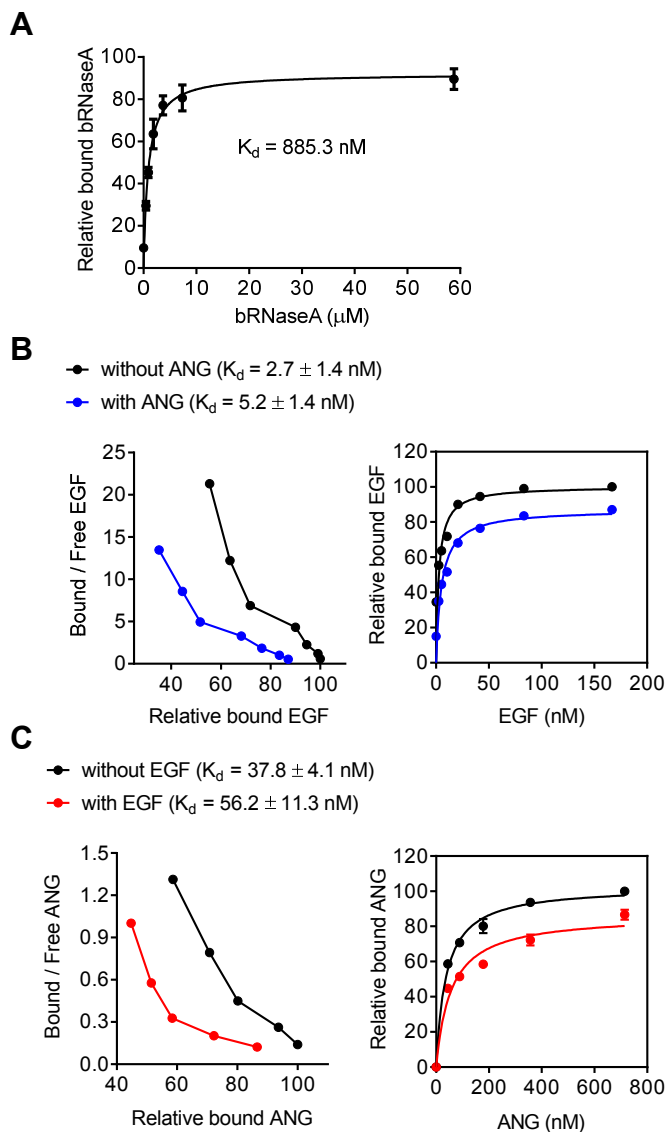 A
Relative bound bRNaseA
100
80
60
40
20
0
K_d = 885.3 nM
0 10 20 30 40 50 60
bRNaseA (μM)
B
without ANG (K_d = 2.7 ± 1.4 nM)
with ANG (K_d = 5.2 ± 1.4 nM)
Bound / Free EGF
25
20
15
10
5
0
40 60 80 100
Relative bound EGF
Relative bound EGF
120
100
80
60
40
20
0
0 50 100 150 200
EGF (nM)
C
without EGF (K_d = 37.8 ± 4.1 nM)
with EGF (K_d = 56.2 ± 11.3 nM)
Bound / Free ANG
1.5
1.2
0.9
0.6
0.3
0.0
40 60 80 100
Relative bound ANG
Relative bound ANG
120
100
80
60
40
20
0
0 200 400 600 800
ANG (nM)